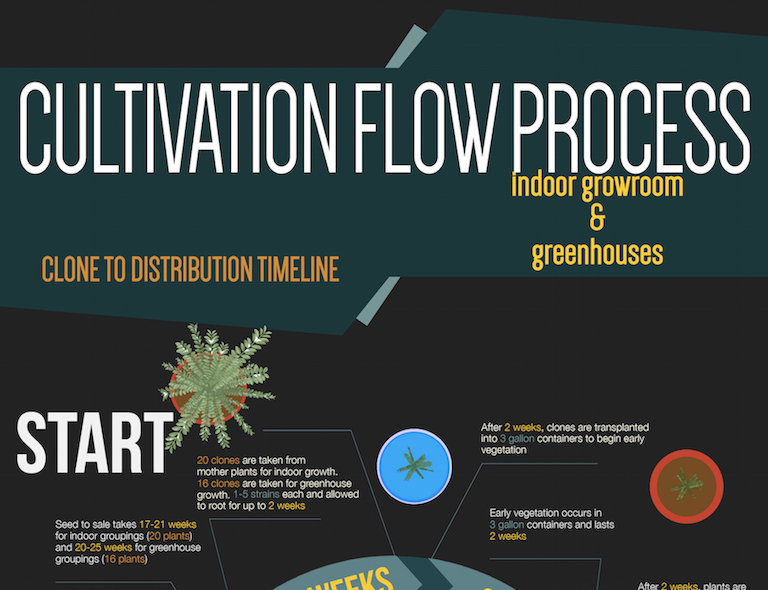 CULTIVATION FLOW PROCESS
indoor growroom
&
greenhouses
CLONE TO DISTRIBUTION TIMELINE
START
20 clones are taken from
mother plants for indoor growth.
16 clones are taken for greenhouse
growth. 1-5 strains each and allowed
to root for up to 2 weeks
After 2 weeks, clones are transplanted
into 3 gallon containers to begin early
vegetation
Early vegetation occurs in
3 gallon containers and lasts
2 weeks
Seed to sale takes 17-21 weeks
for indoor groupings (20 plants)
and 20-25 weeks for greenhouse
groupings (16 plants)
WEEKS
After 2 weeks, plants are